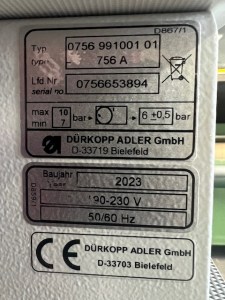 D867/1
Typ 0756 991001 01
type 756 A
Lfd Nr
serial no. 0756653894
max 10 bar
min 7 bar 6 ±0,5 bar
DÜRKOPP ADLER GmbH
D-33719 Bielefeld
Baujahr 2023
190-230 V
50/60 Hz
CE DÜRKOPP ADLER GmbH
D-33703 Bielefeld